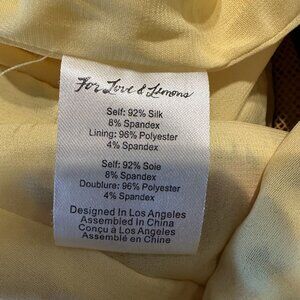 For Love & Lemons
Self: 92% Silk
8% Spandex
Lining: 96% Polyester
4% Spandex
Self: 92% Soie
8% Spandex
Doublure: 96% Polyester
4% Spandex
Designed In Los Angeles
Assembled In China
Conçu à Los Angeles
Assemblé en Chine